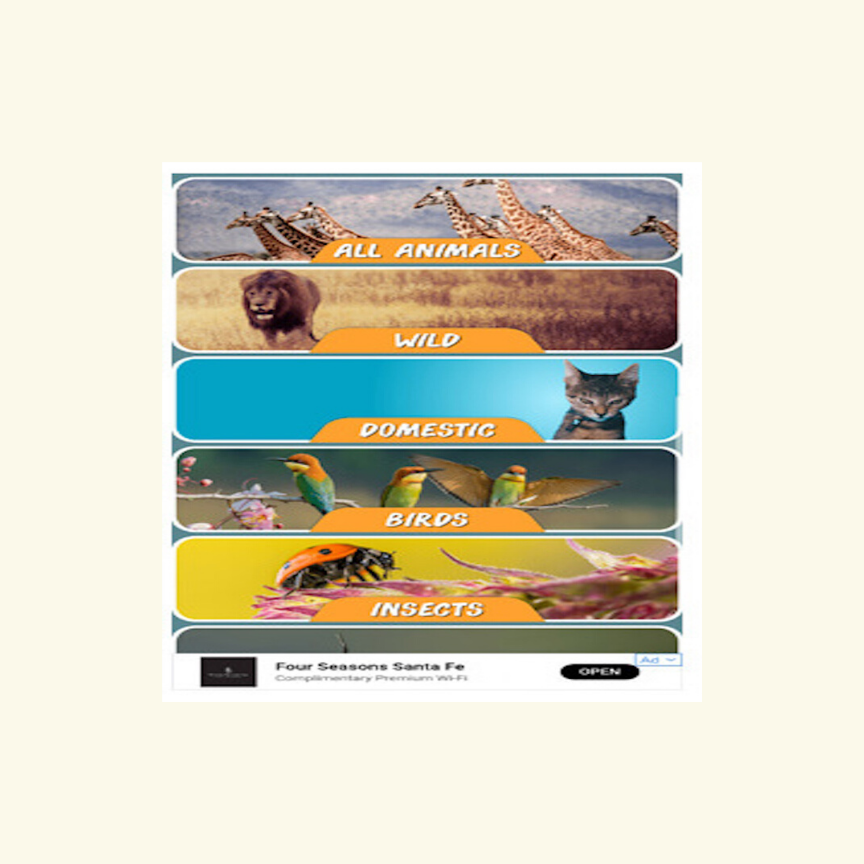 ALL ANIMALS
WILD
DOMESTIC
BIRDS
INSECTS
Ad
Four Seasons Santa Fe
Complimentary Premium Wi-Fi
OPEN